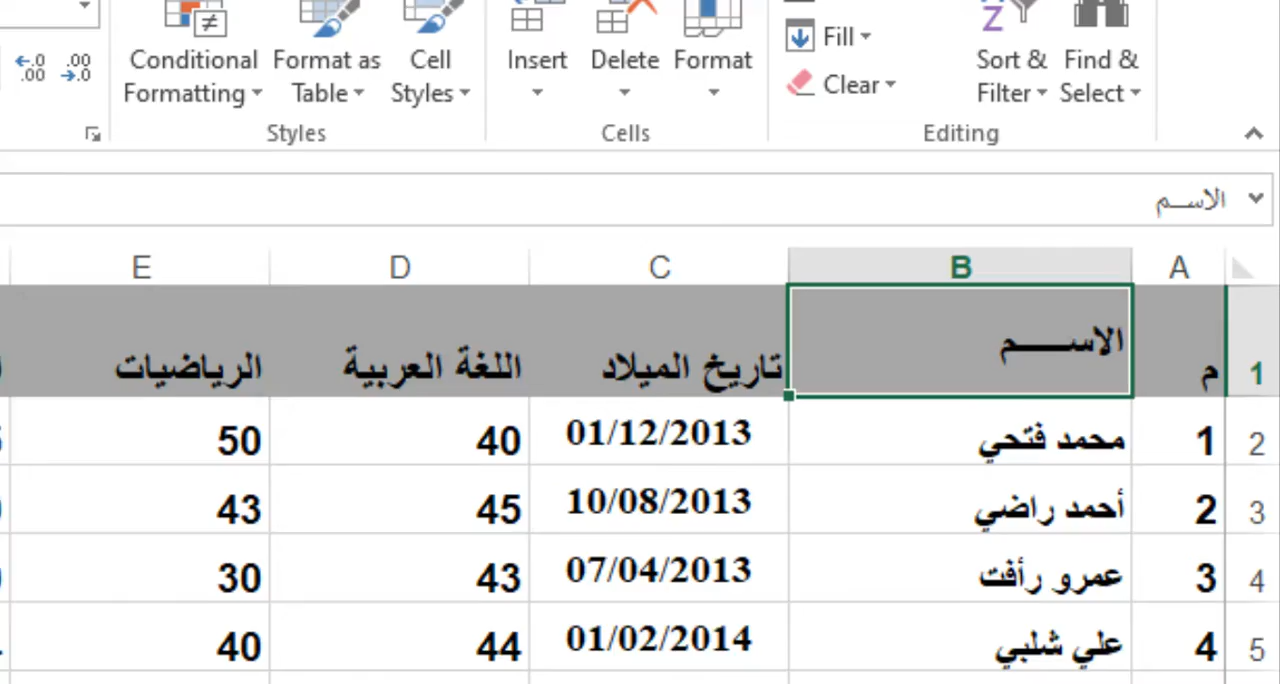 Conditional Formatting
Format as Table
Cell Styles
Insert
Delete
Format
Fill
Clear
Sort & Filter
Find & Select
Styles
Cells
Editing
الاســم
A B C D E
1 م الاســــم تاريخ الميلاد اللغة العربية الرياضيات
2 1 محمد فتحي 01/12/2013 40 50
3 2 أحمد راضي 10/08/2013 45 43
4 3 عمرو رأفت 07/04/2013 43 30
5 4 علي شلبي 01/02/2014 44 40